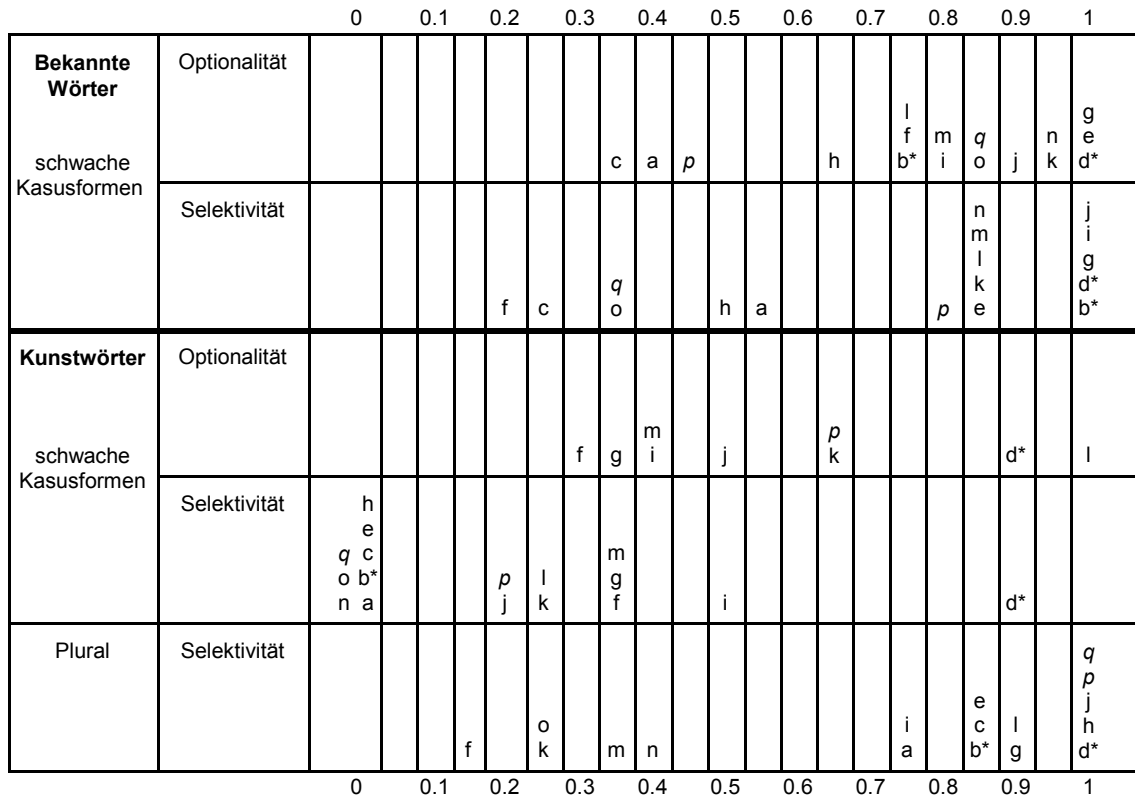 0 0.1 0.2 0.3 0.4 0.5 0.6 0.7 0.8 0.9 1
Bekannte Optionalität
Wörter
l g
f m q n e
schwache c a p h b* i o j k d*
Kasusformen
Selektivität n j
m i
l g
q k d*
f c o h a p e b*
Kunstwörter Optionalität
m p
schwache f g i j k d* l
Kasusformen
Selektivität h
e
q c m
o b* p l g
n a j k f i d*
Plural Selektivität q
p
e j
o i c l h
f k m n a b* g d*
0 0.1 0.2 0.3 0.4 0.5 0.6 0.7 0.8 0.9 1